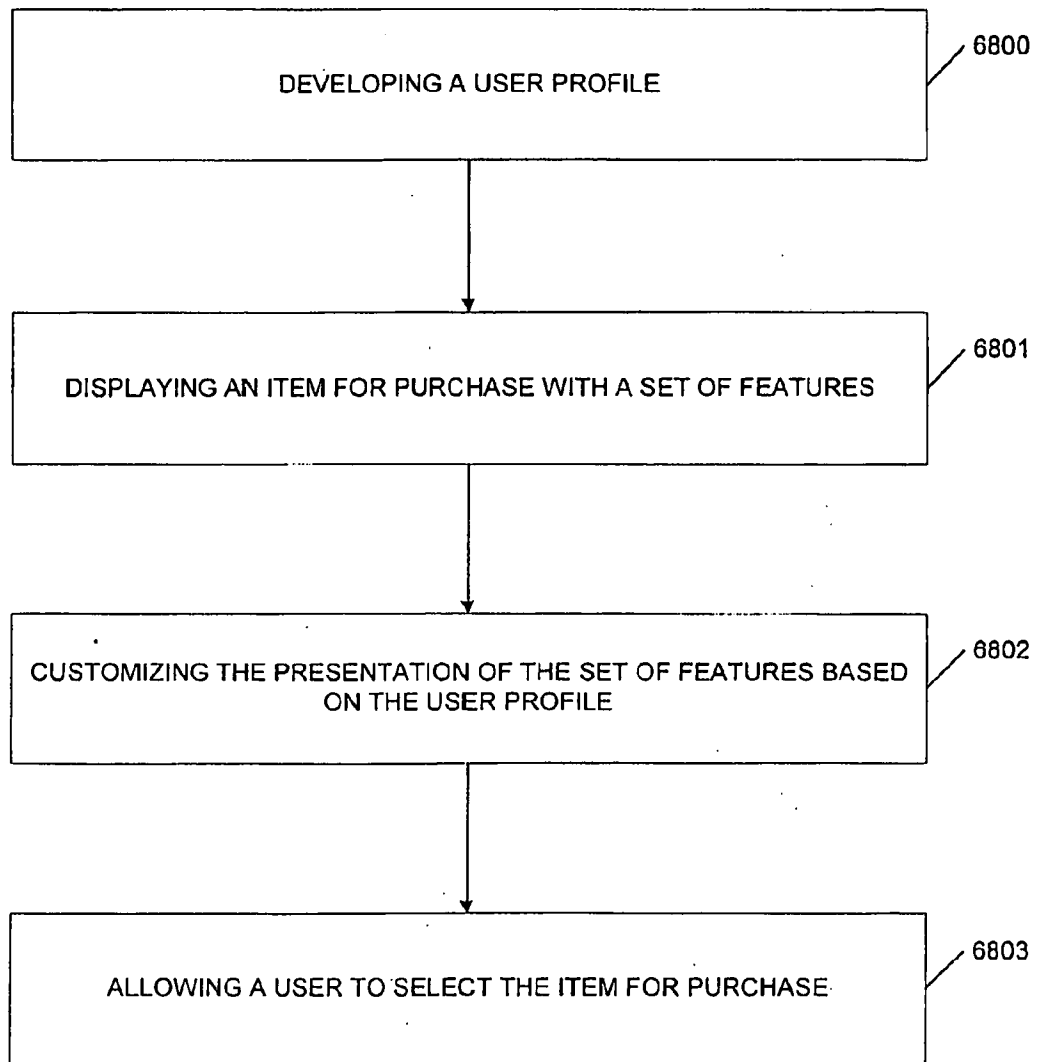 6800
DEVELOPING A USER PROFILE
6801
DISPLAYING AN ITEM FOR PURCHASE WITH A SET OF FEATURES
6802
CUSTOMIZING THE PRESENTATION OF THE SET OF FEATURES BASED
ON THE USER PROFILE
6803
ALLOWING A USER TO SELECT THE ITEM FOR PURCHASE